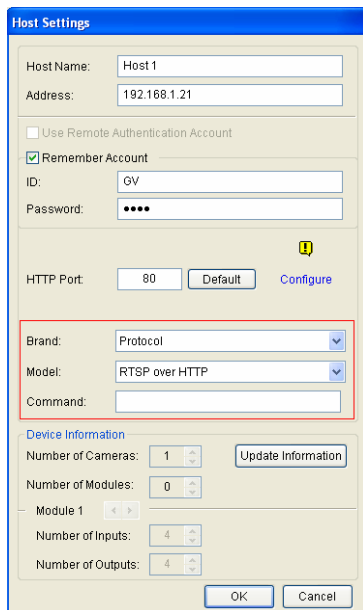 Host Settings
Host Name: Host 1
Address: 192.168.1.21
Use Remote Authentication Account
Remember Account
ID: GV
Password: ••••
HTTP Port: 80 Default Configure
Brand: Protocol
Model: RTSP over HTTP
Command:
Device Information
Number of Cameras: 1 Update Information
Number of Modules: 0
Module 1 < >
Number of Inputs: 4
Number of Outputs: 4
OK Cancel